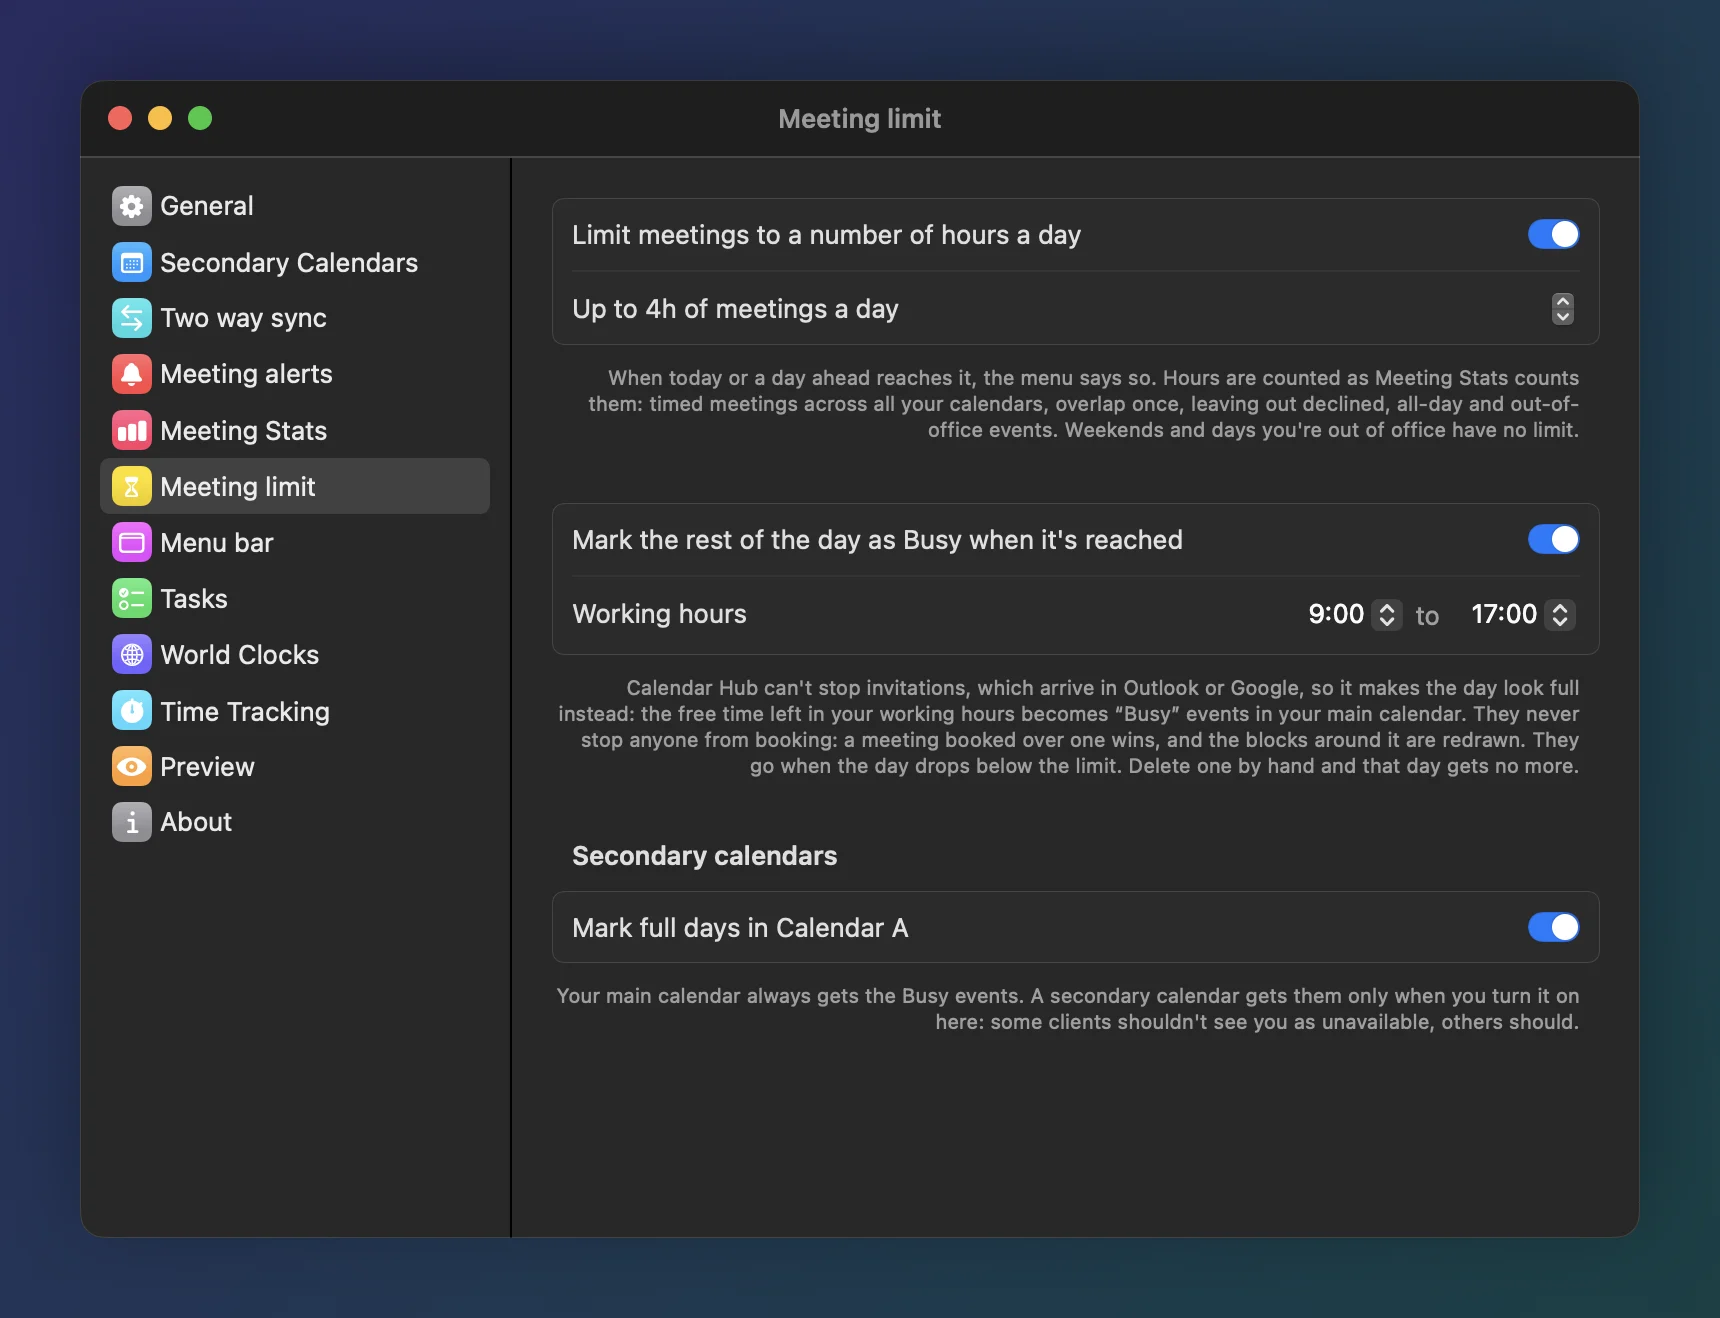 Meeting limit
General
Secondary Calendars
Two way sync
Meeting alerts
Meeting Stats
Meeting limit
Menu bar
Tasks
World Clocks
Time Tracking
Preview
About
Limit meetings to a number of hours a day
Up to 4h of meetings a day
When today or a day ahead reaches it, the menu says so. Hours are counted as Meeting Stats counts
them: timed meetings across all your calendars, overlap once, leaving out declined, all-day and out-of-
office events. Weekends and days you're out of office have no limit.
Mark the rest of the day as Busy when it's reached
Working hours 9:00 to 17:00
Calendar Hub can't stop invitations, which arrive in Outlook or Google, so it makes the day look full
instead: the free time left in your working hours becomes “Busy” events in your main calendar. They never
stop anyone from booking: a meeting booked over one wins, and the blocks around it are redrawn. They
go when the day drops below the limit. Delete one by hand and that day gets no more.
Secondary calendars
Mark full days in Calendar A
Your main calendar always gets the Busy events. A secondary calendar gets them only when you turn it on
here: some clients shouldn't see you as unavailable, others should.